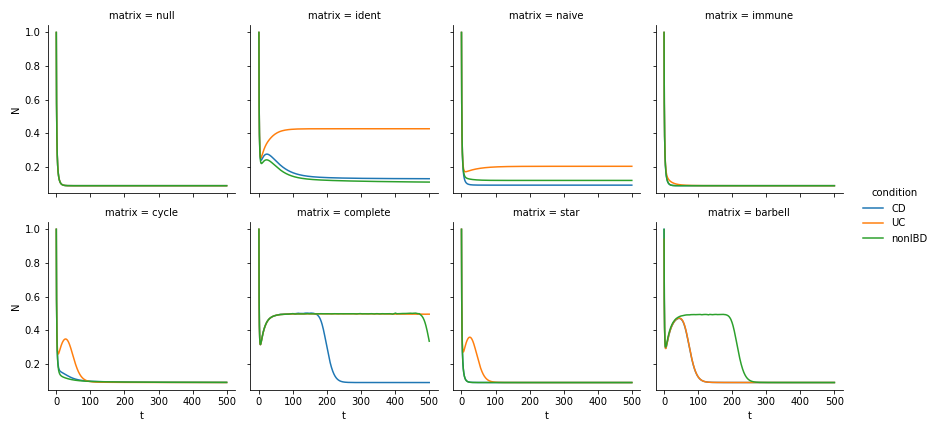 matrix = null
matrix = ident
matrix = naive
matrix = immune
1.0
0.8
0.6
0.4
0.2
N
condition
CD
UC
nonIBD
matrix = cycle
matrix = complete
matrix = star
matrix = barbell
1.0
0.8
0.6
0.4
0.2
N
0 100 200 300 400 500
0 100 200 300 400 500
0 100 200 300 400 500
0 100 200 300 400 500
t
t
t
t